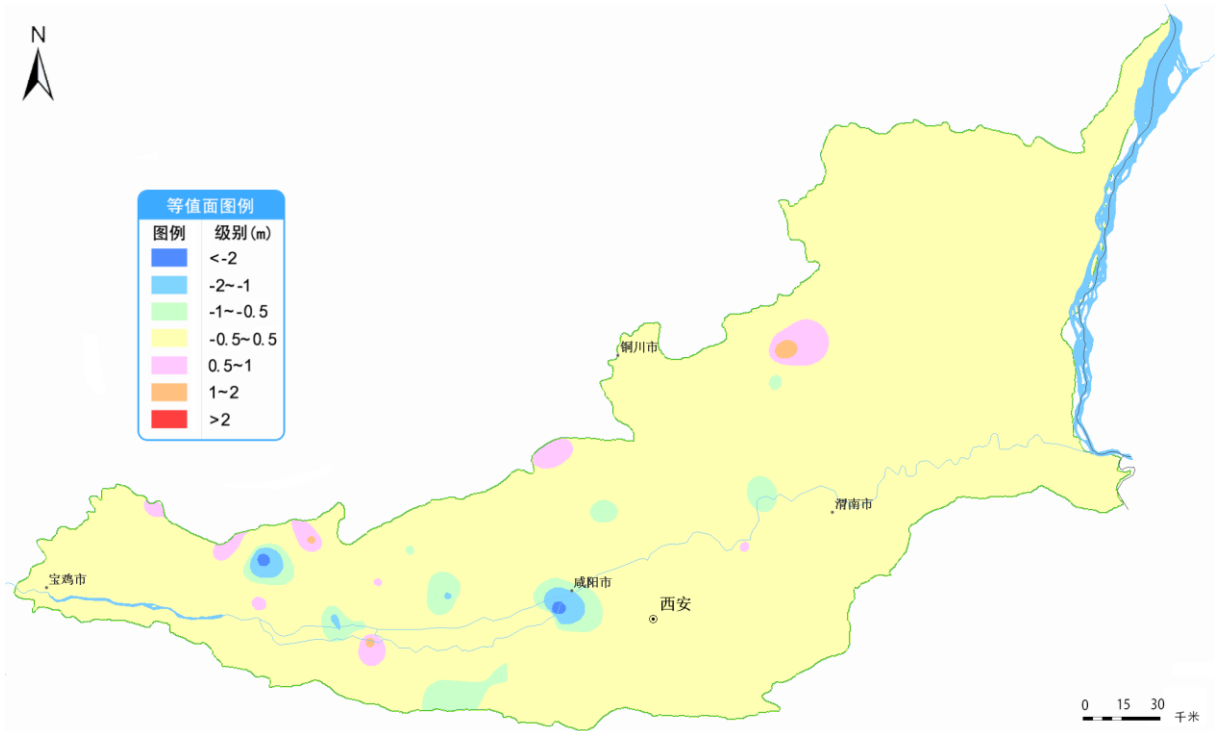 N
等值面图例
图例 级别(m)
<-2
-2~-1
-1~-0.5
-0.5~0.5
0.5~1
1~2
>2
铜川市
渭南市
宝鸡市
咸阳市
西安
0 15 30
千米